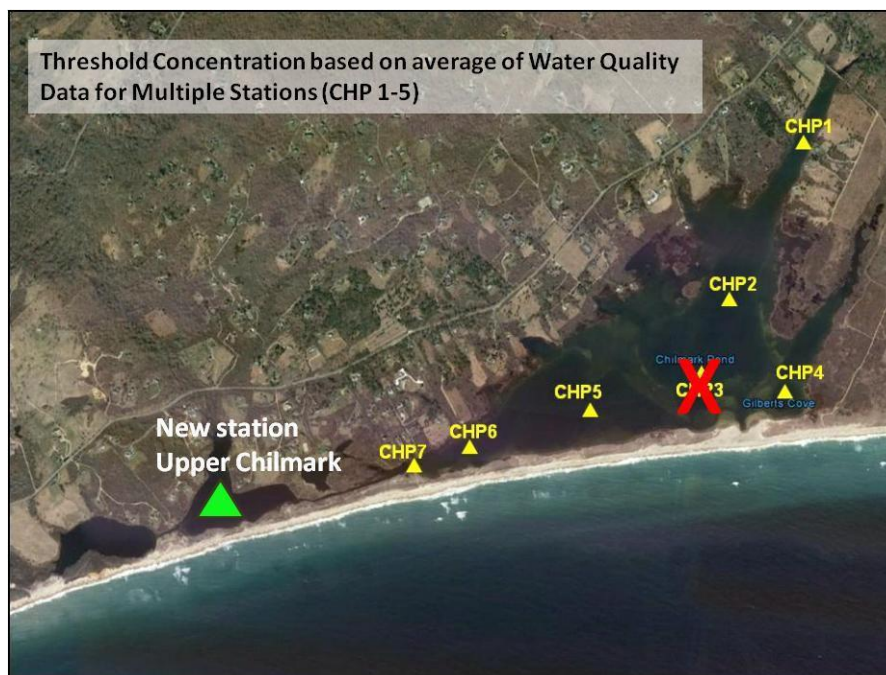 Threshold Concentration based on average of Water Quality
Data for Multiple Stations (CHP 1-5)
CHP1
CHP2
Chilmark Pond
CHP3
CHP4
Gilberts Cove
CHP5
CHP6
CHP7
New station
Upper Chilmark